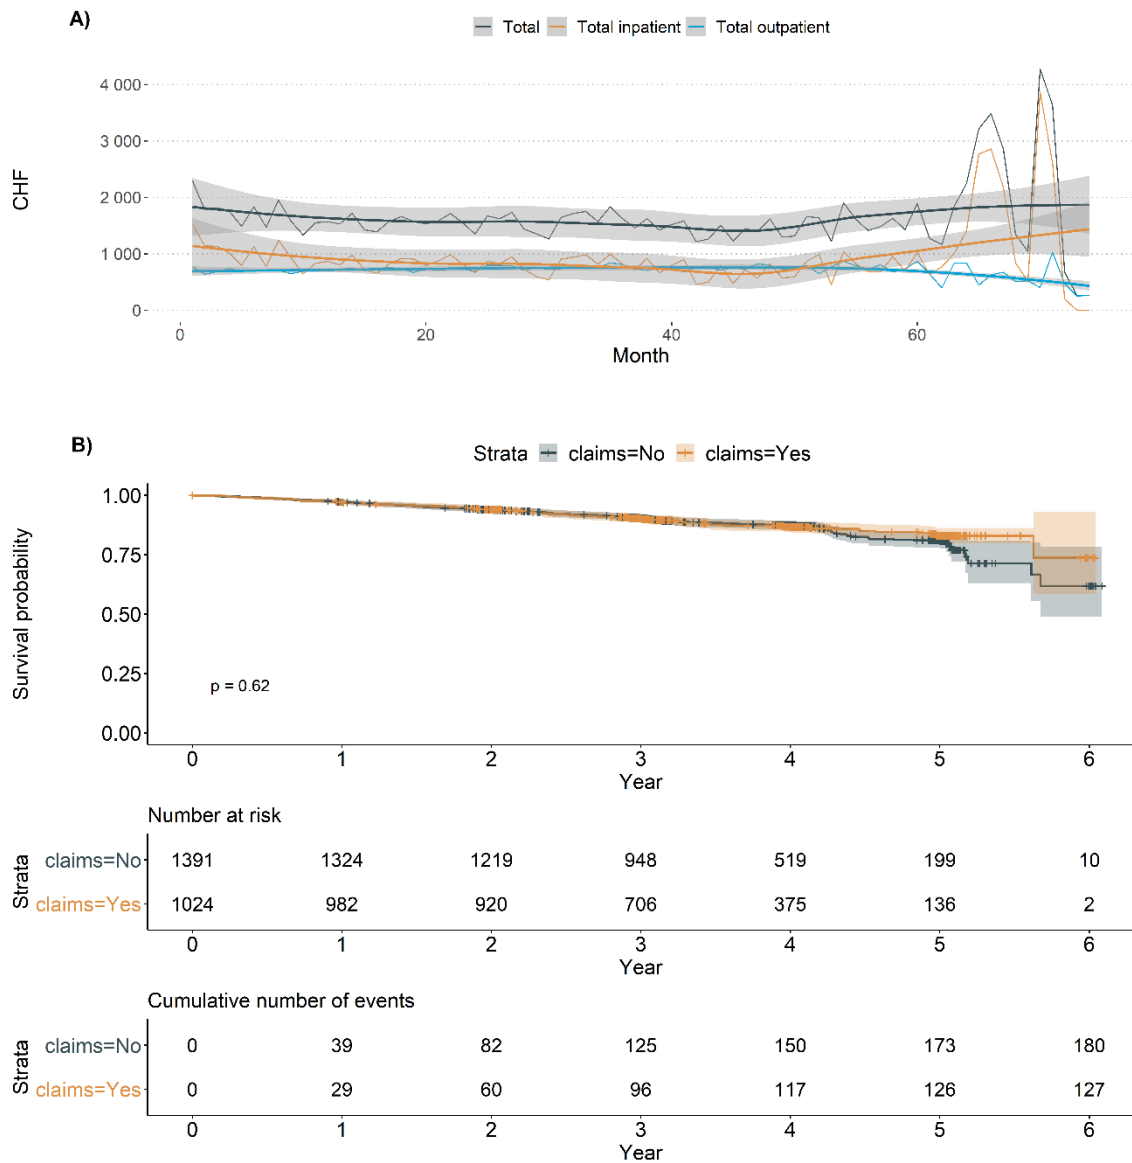 A)
Total Total inpatient Total outpatient
4 000
3 000
2 000
1 000
0
CHF
0 20 40 60
Month
B)
Strata claims=No claims=Yes
1.00
0.75
0.50
0.25
0.00
Survival probability
p = 0.62
0 1 2 3 4 5 6
Year
Number at risk
Strata
claims=No 1391 1324 1219 948 519 199 10
claims=Yes 1024 982 920 706 375 136 2
0 1 2 3 4 5 6
Year
Cumulative number of events
Strata
claims=No 0 39 82 125 150 173 180
claims=Yes 0 29 60 96 117 126 127
0 1 2 3 4 5 6
Year